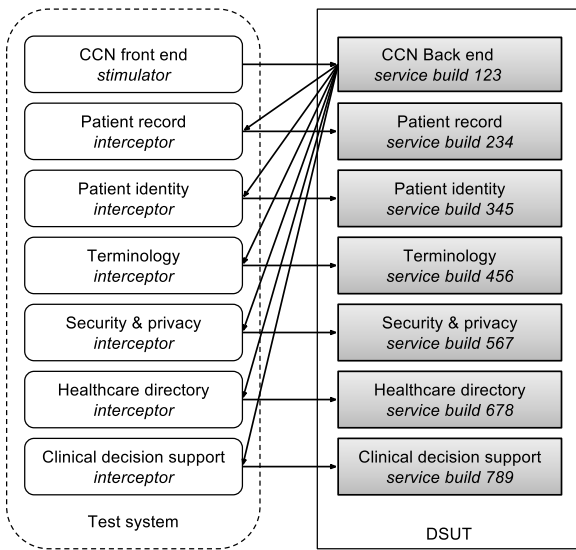 CCN front end
stimulator
CCN Back end
service build 123
Patient record
interceptor
Patient record
service build 234
Patient identity
interceptor
Patient identity
service build 345
Terminology
interceptor
Terminology
service build 456
Security & privacy
interceptor
Security & privacy
service build 567
Healthcare directory
interceptor
Healthcare directory
service build 678
Clinical decision support
interceptor
Clinical decision support
service build 789
Test system
DSUT